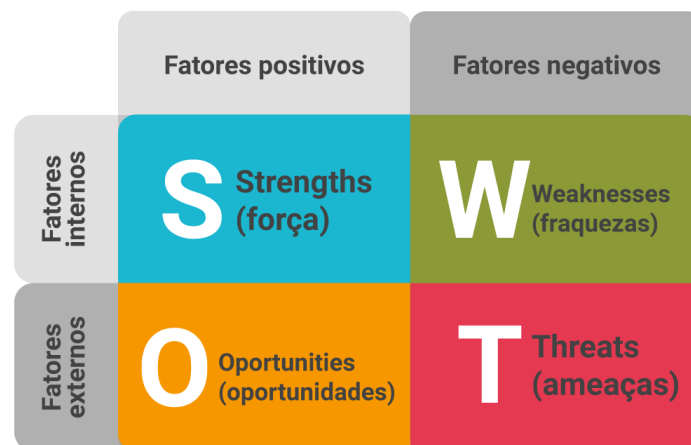 Fatores positivos
Fatores negativos
Fatores
internos
S
Strengths
(força)
W
Weaknesses
(fraquezas)
Fatores
externos
O
Oportunities
(oportunidades)
T
Threats
(ameaças)